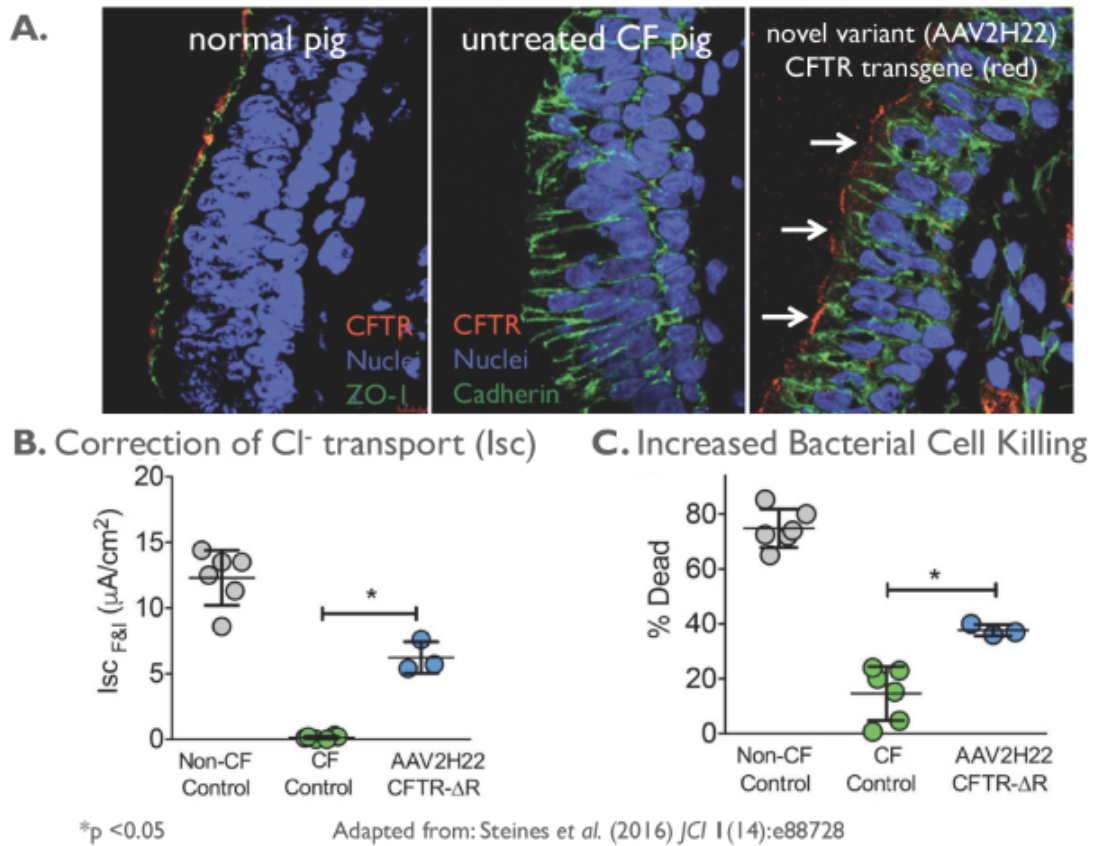 A.
normal pig
CFTR
Nuclei
ZO-1
untreated CF pig
CFTR
Nuclei
Cadherin
novel variant (AAV2H22)
CFTR transgene (red)
B. Correction of Cl⁻ transport (Isc)
Isc F&I (µA/cm²)
20
15
10
5
0
*
Non-CF
Control
CF
Control
AAV2H22
CFTR-ΔR
C. Increased Bacterial Cell Killing
% Dead
80
60
40
20
0
*
Non-CF
Control
CF
Control
AAV2H22
CFTR-ΔR
*p <0.05
Adapted from: Steines et al. (2016) JCI 1(14):e88728